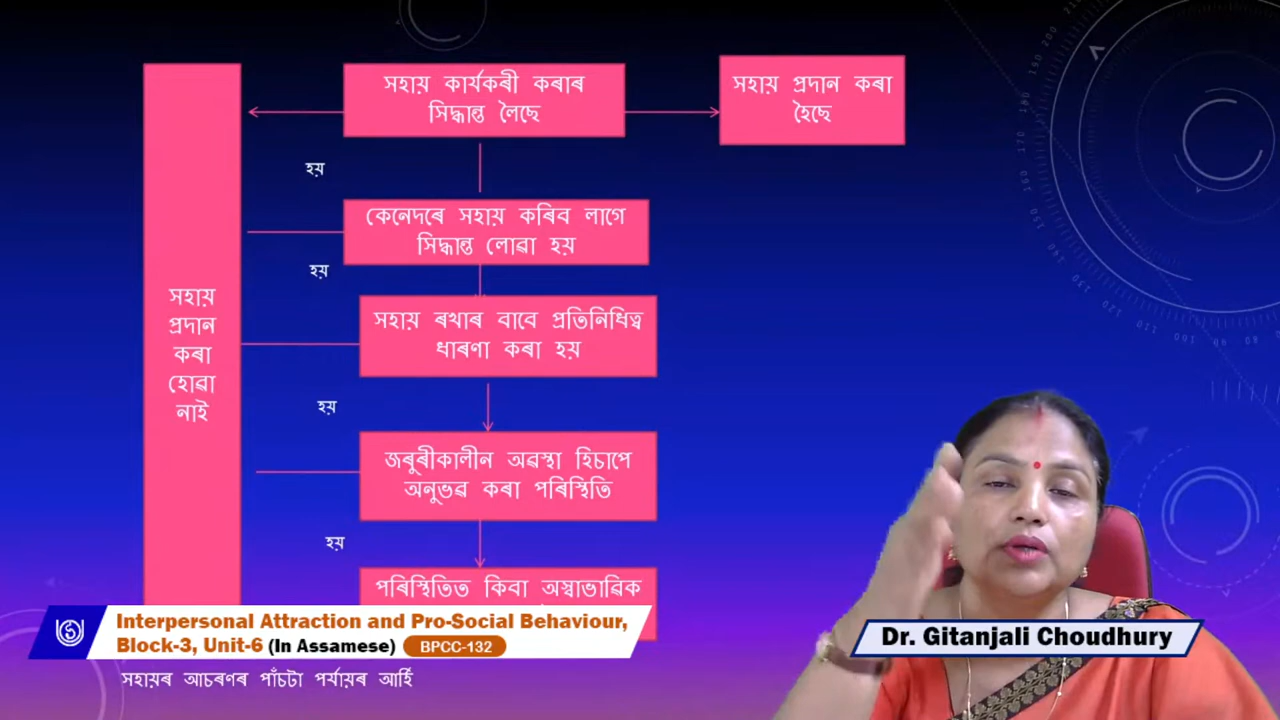 সহায় কাৰ্যকৰী কৰাৰ
সিদ্ধান্ত লৈছে
সহায় প্ৰদান কৰা
হৈছে
হয়
কেনেদৰে সহায় কৰিব লাগে
সিদ্ধান্ত লোৱা হয়
হয়
সহায় ৰখাৰ বাবে প্ৰতিনিধিত্ব
ধাৰণা কৰা হয়
সহায়
প্ৰদান
কৰা
হোৱা
নাই
হয়
জৰুৰীকালীন অৱস্থা হিচাপে
অনুভৱ কৰা পৰিস্থিতি
হয়
পৰিস্থিতিত কিবা অস্বাভাৱিক
Interpersonal Attraction and Pro-Social Behaviour,
Block-3, Unit-6 (In Assamese) BPCC-132
Dr. Gitanjali Choudhury
সহায়ৰ আচৰণৰ পাঁচটা পৰ্যায়ৰ আৰ্হি